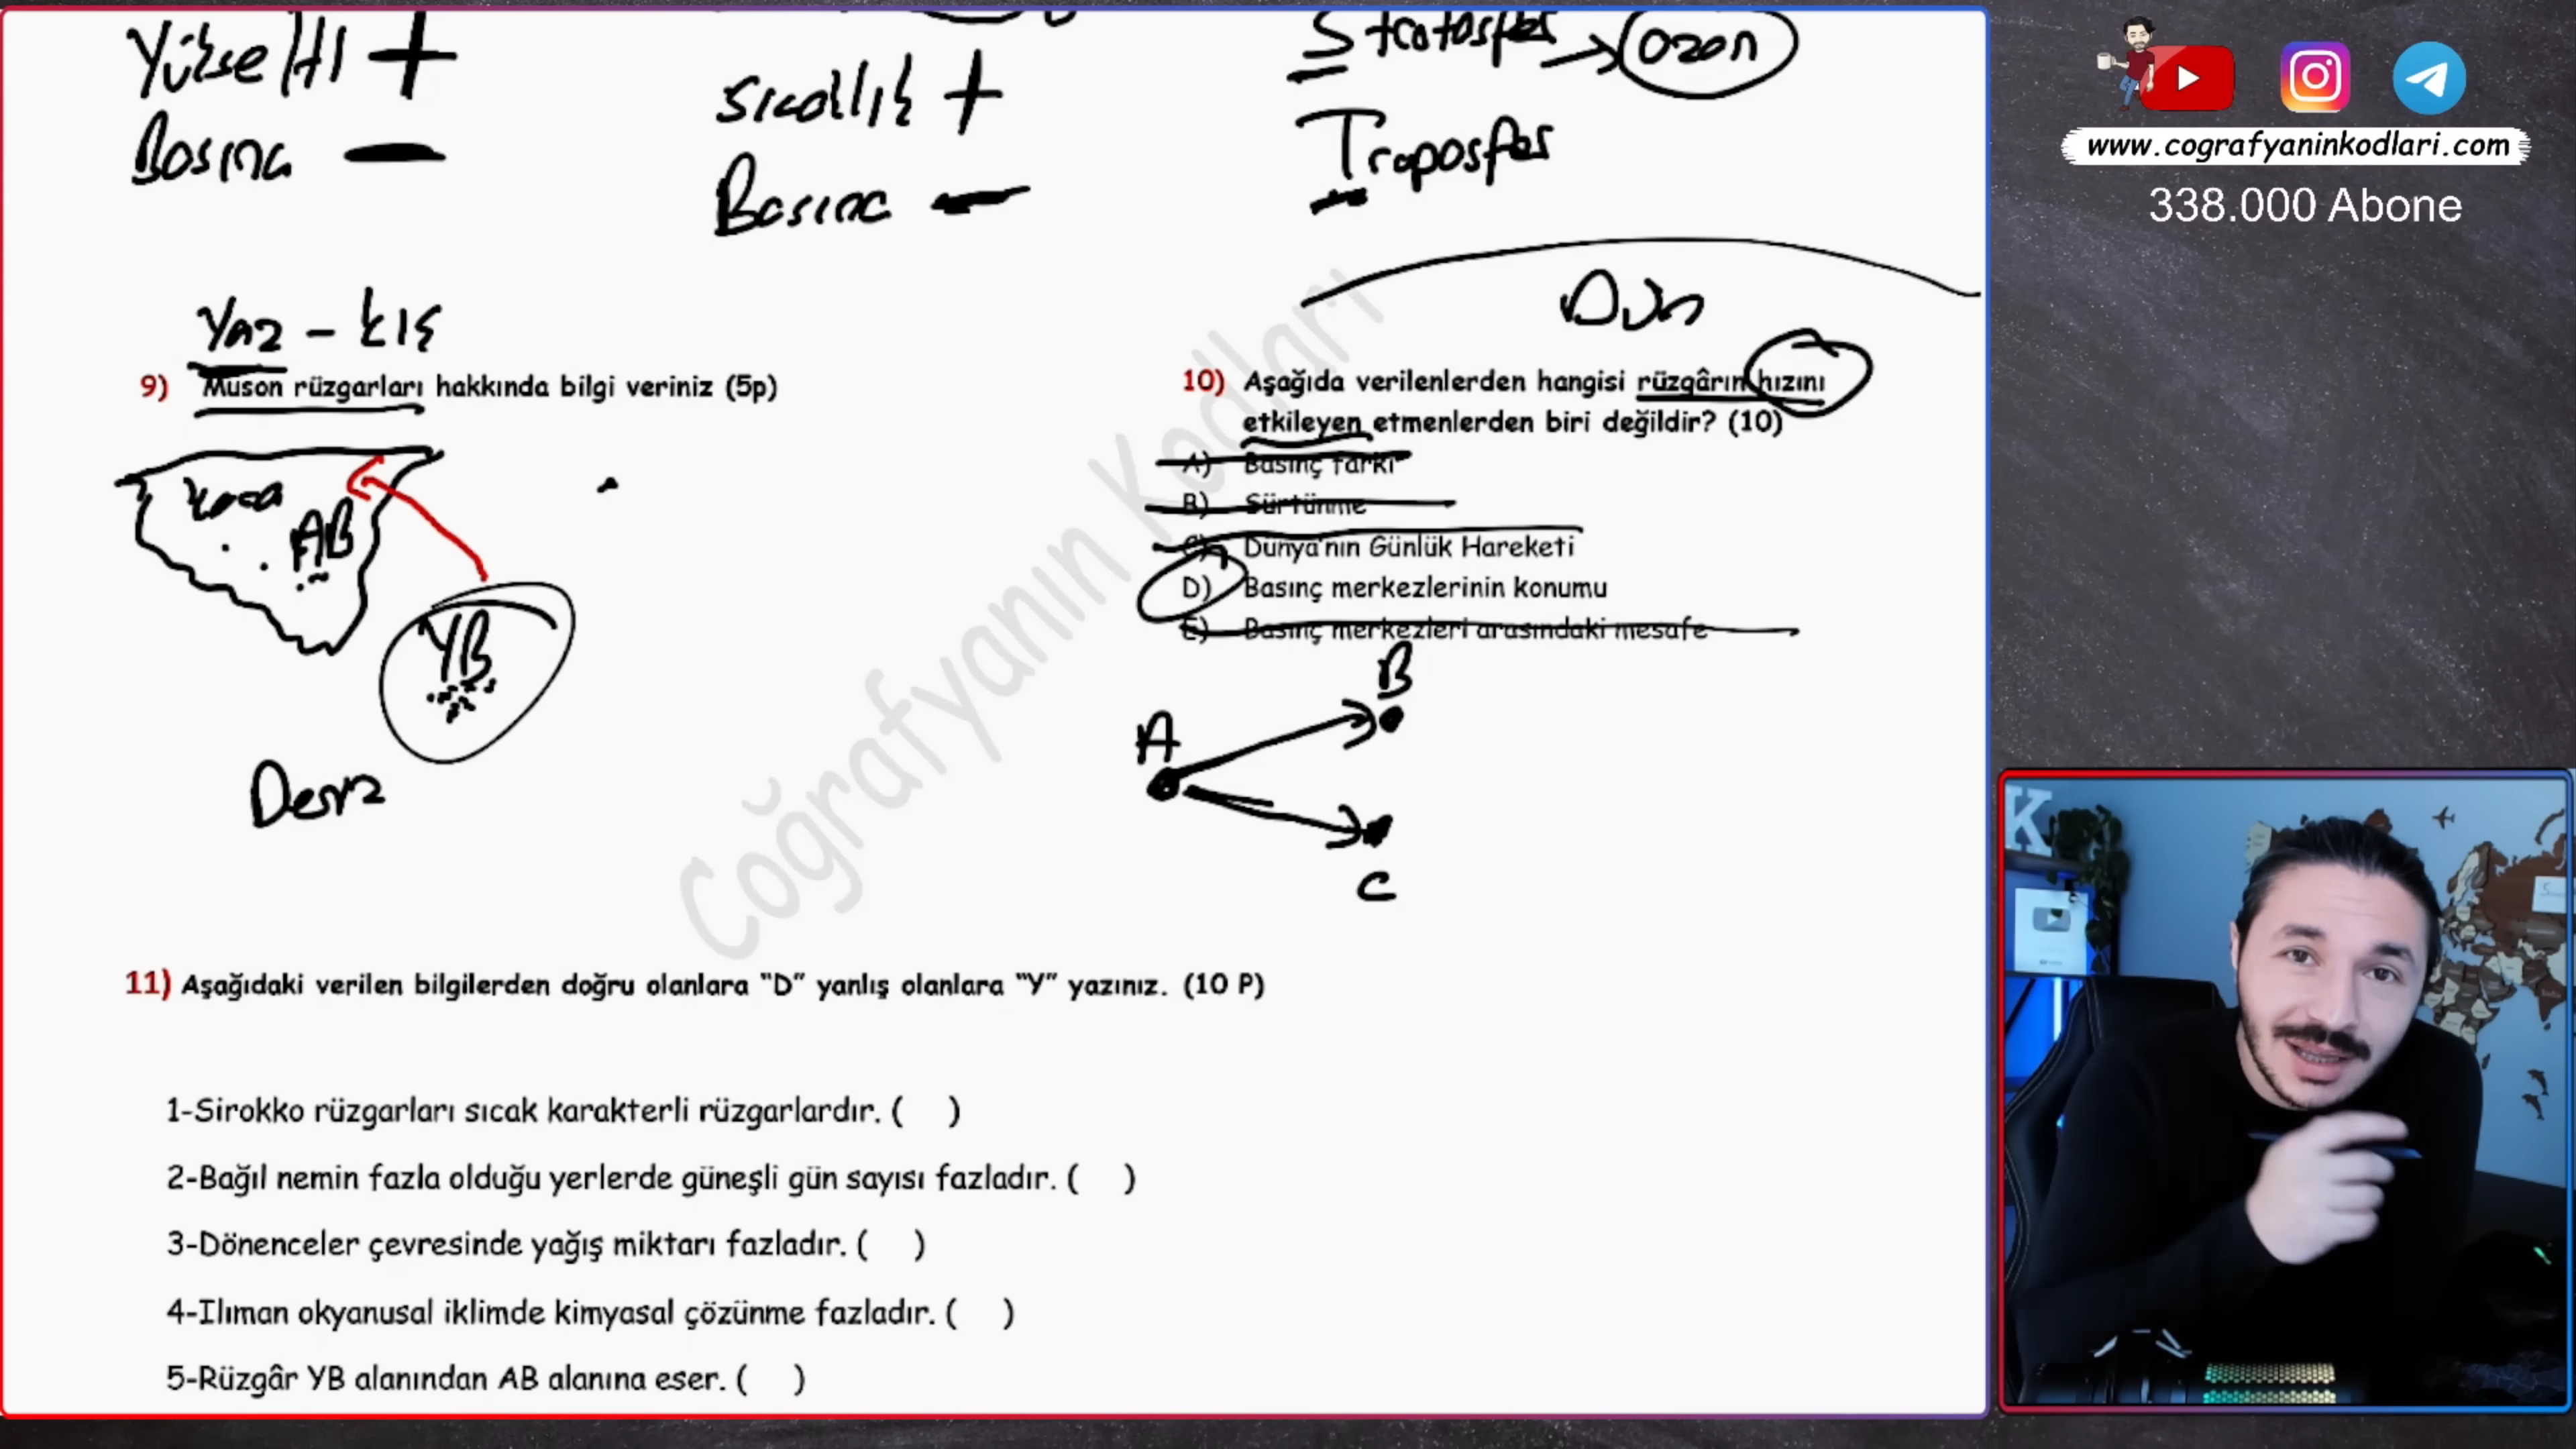 Yükselti +
Basınç -
Sıcaklık +
Basınç -
Stratosfer → Ozon
Troposfer
www.cografyaninkodlari.com
338.000 Abone
Yaz - Kış
9) Muson rüzgarları hakkında bilgi veriniz (5p)
Kara
AB
YB
Deniz
10) Aşağıda verilenlerden hangisi rüzgârın hızını
etkileyen etmenlerden biri değildir? (10)
A) Basınç farkı
B) Sürtünme
C) Dünya'nın Günlük Hareketi
D) Basınç merkezlerinin konumu
E) Basınç merkezleri arasındaki mesafe
B
A
C
Coğrafyanın Kodları
11) Aşağıdaki verilen bilgilerden doğru olanlara “D” yanlış olanlara “Y” yazınız. (10 P)
1-Sirokko rüzgarları sıcak karakterli rüzgarlardır. ( )
2-Bağıl nemin fazla olduğu yerlerde güneşli gün sayısı fazladır. ( )
3-Dönenceler çevresinde yağış miktarı fazladır. ( )
4-Ilıman okyanusal iklimde kimyasal çözünme fazladır. ( )
5-Rüzgâr YB alanından AB alanına eser. ( )
K